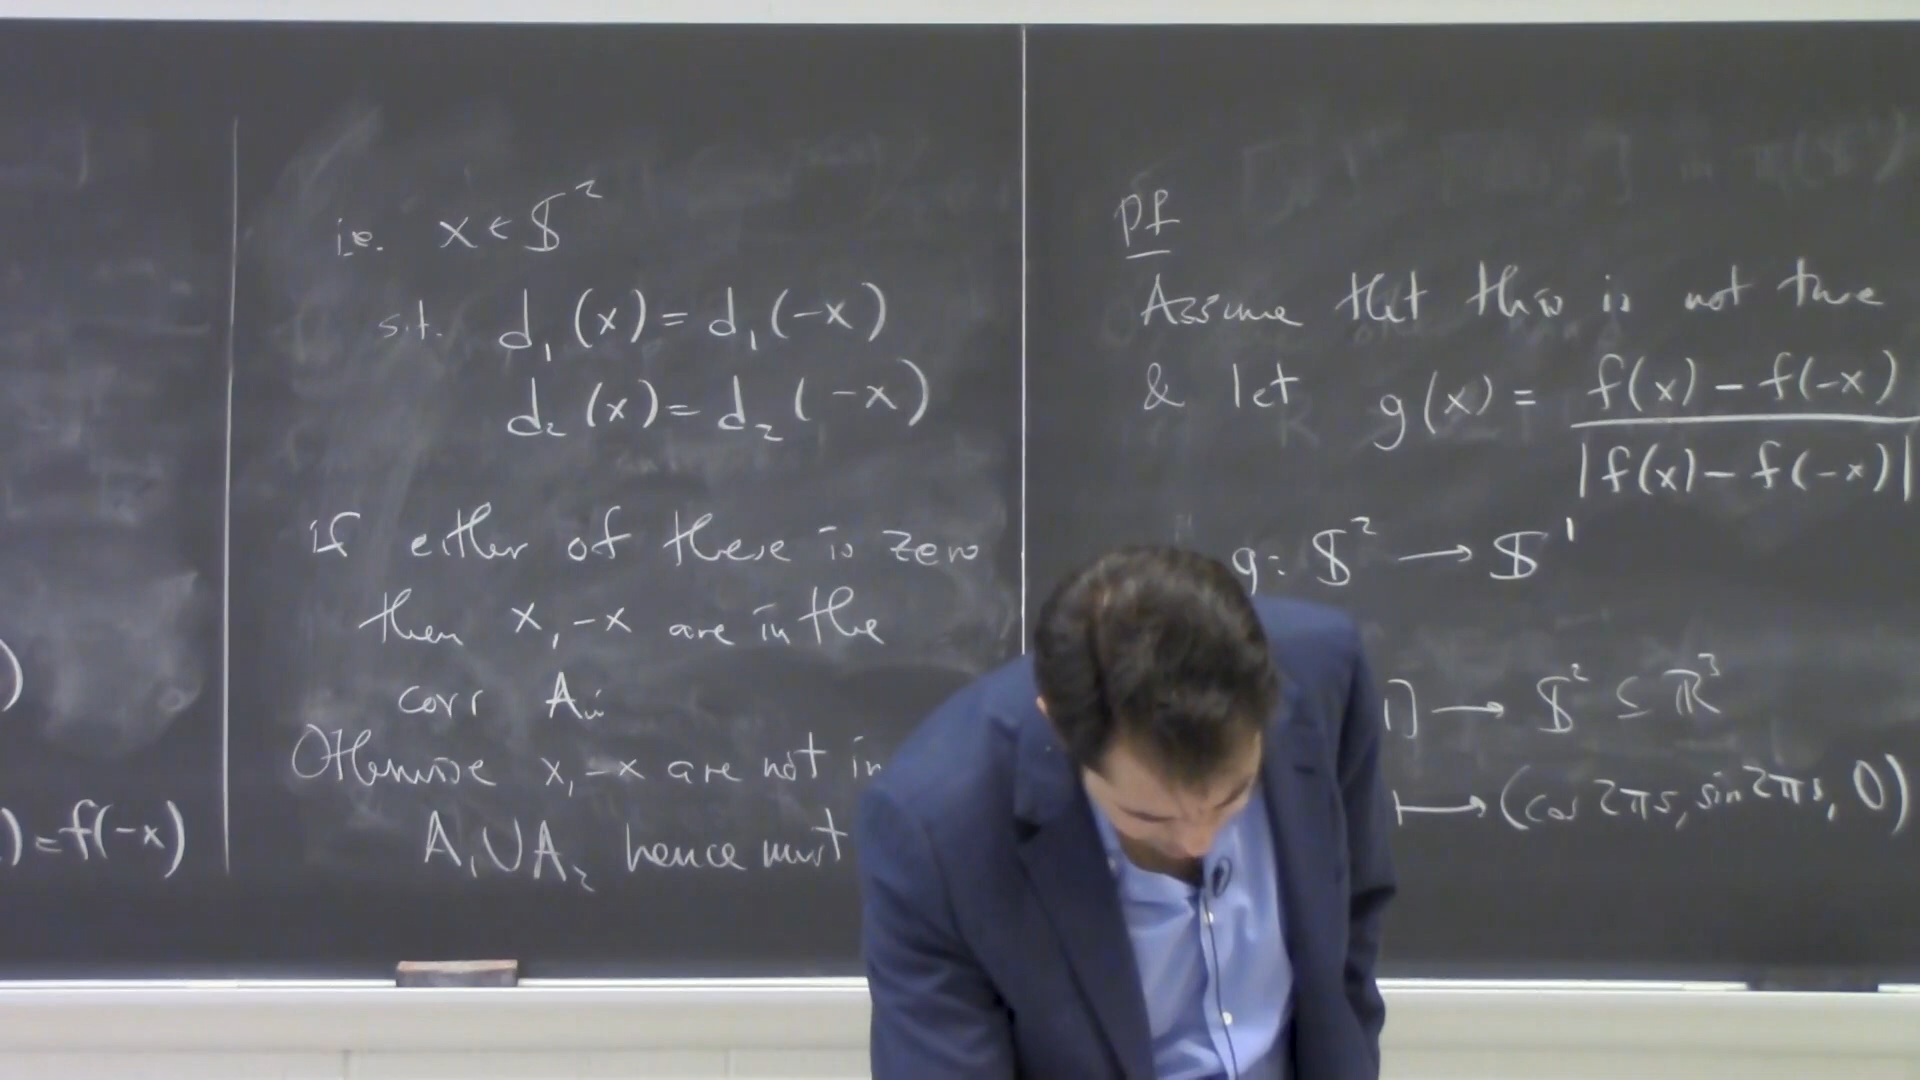 ) = f(-x)
i.e. x ∈ 𝕊²
s.t. d₁(x) = d₁(-x)
d₂(x) = d₂(-x)
if either of these is zero
then x, -x are in the
corr Aᵢ
Otherwise x, -x are not in
A₁ ∪ A₂ hence must
pf
Assume that this is not true
& let g(x) = f(x) - f(-x) / |f(x) - f(-x)|
g: 𝕊² → 𝕊¹
1] → 𝕊² ⊆ ℝ³
↦ (cos 2πs, sin 2πs, 0)